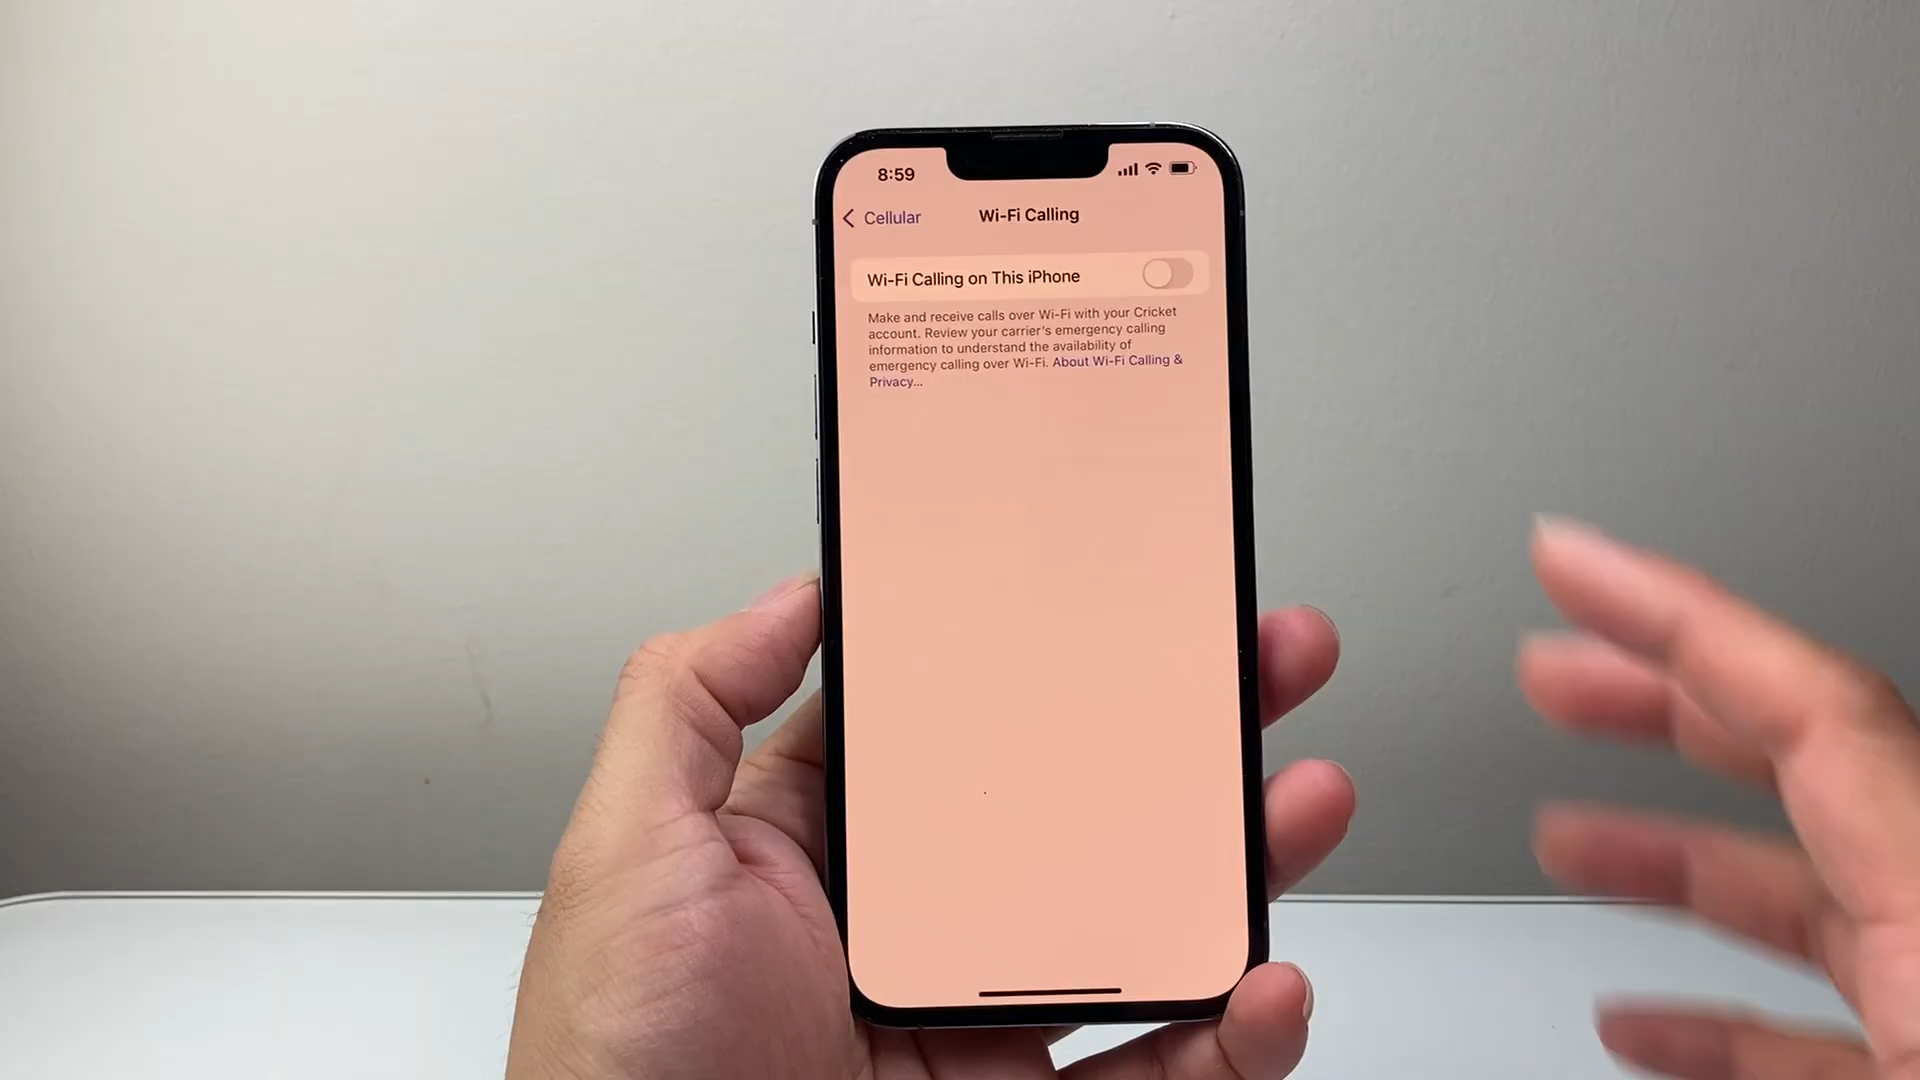 8:59
Cellular
Wi-Fi Calling
Wi-Fi Calling on This iPhone
Make and receive calls over Wi-Fi with your Cricket
account. Review your carrier's emergency calling
information to understand the availability of
emergency calling over Wi-Fi. About Wi-Fi Calling &
Privacy...